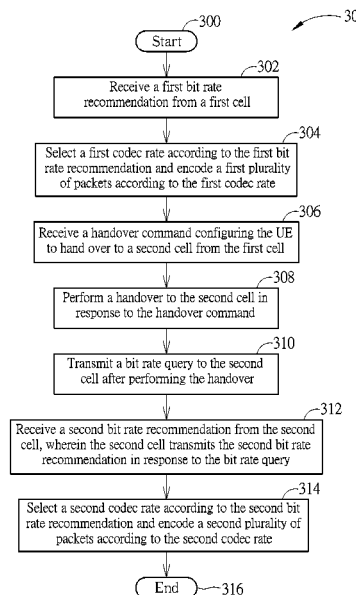 30
300
Start
302
Receive a first bit rate
recommendation from a first cell
304
Select a first codec rate according to the first bit
rate recommendation and encode a first plurality
of packets according to the first codec rate
306
Receive a handover command configuring the UE
to hand over to a second cell from the first cell
308
Perform a handover to the second cell in
response to the handover command
310
Transmit a bit rate query to the second
cell after performing the handover
312
Receive a second bit rate recommendation from the second
cell, wherein the second cell transmits the second bit rate
recommendation in response to the bit rate query
314
Select a second codec rate according to the second bit
rate recommendation and encode a second plurality of
packets according to the second codec rate
End
316